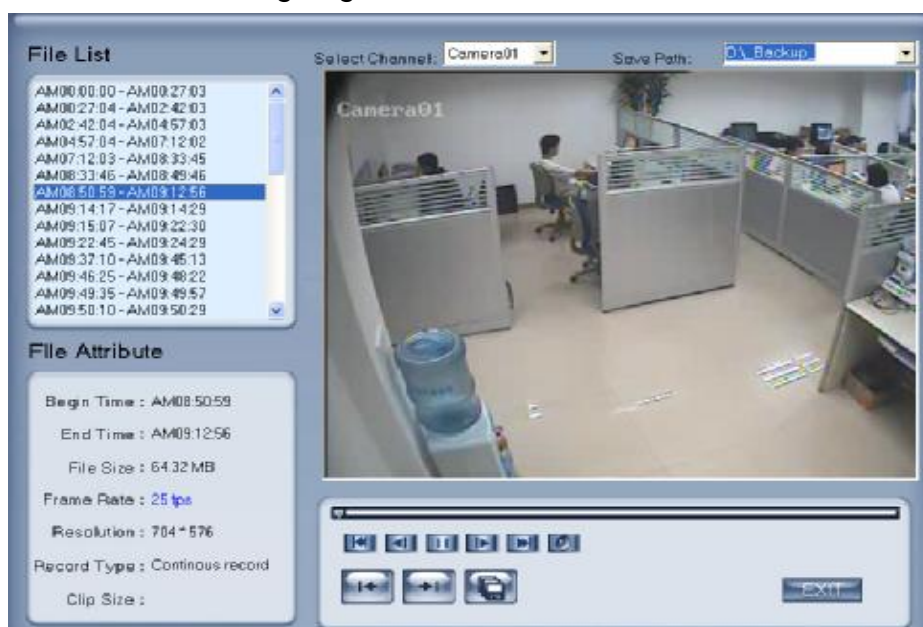 File List
Select Channel: Camera01
Save Path: D:\_Backup_
AM00:00:00 - AM00:27:03
AM00:27:04 - AM02:42:03
AM02:42:04 - AM04:57:03
AM04:57:04 - AM07:12:02
AM07:12:03 - AM08:33:45
AM08:33:46 - AM08:49:46
AM08:50:59 - AM09:12:56
AM09:14:17 - AM09:14:29
AM09:15:07 - AM09:22:30
AM09:22:45 - AM09:24:29
AM09:37:10 - AM09:45:13
AM09:46:25 - AM09:48:22
AM09:49:35 - AM09:49:57
AM09:50:10 - AM09:50:29
Camera01
File Attribute
Begin Time : AM08:50:59
End Time : AM09:12:56
File Size : 64.32 MB
Frame Rate : 25 fps
Resolution : 704*576
Record Type : Continous record
Clip Size :
EXIT